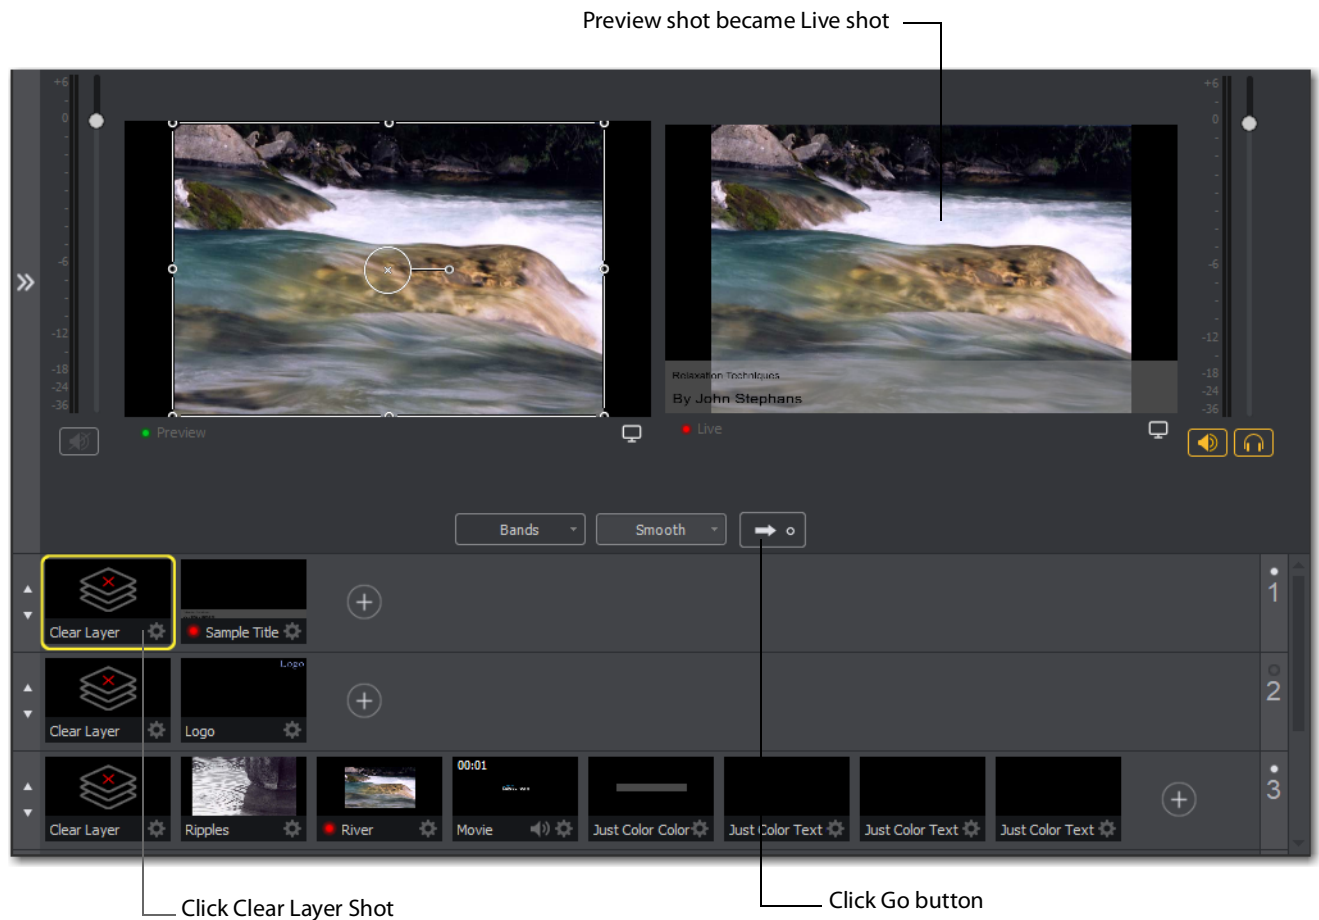 Preview shot became Live shot
+6
0
-6
-12
-18
-24
-36
+6
0
-6
-12
-18
-24
-36
Relaxation Techniques
By John Stephans
Preview
Live
Bands
Smooth
Clear Layer
Sample Title
1
Logo
Clear Layer
Logo
2
00:01
Clear Layer
Ripples
River
Movie
Just Color Color
Just Color Text
Just Color Text
Just Color Text
3
Click Clear Layer Shot
Click Go button